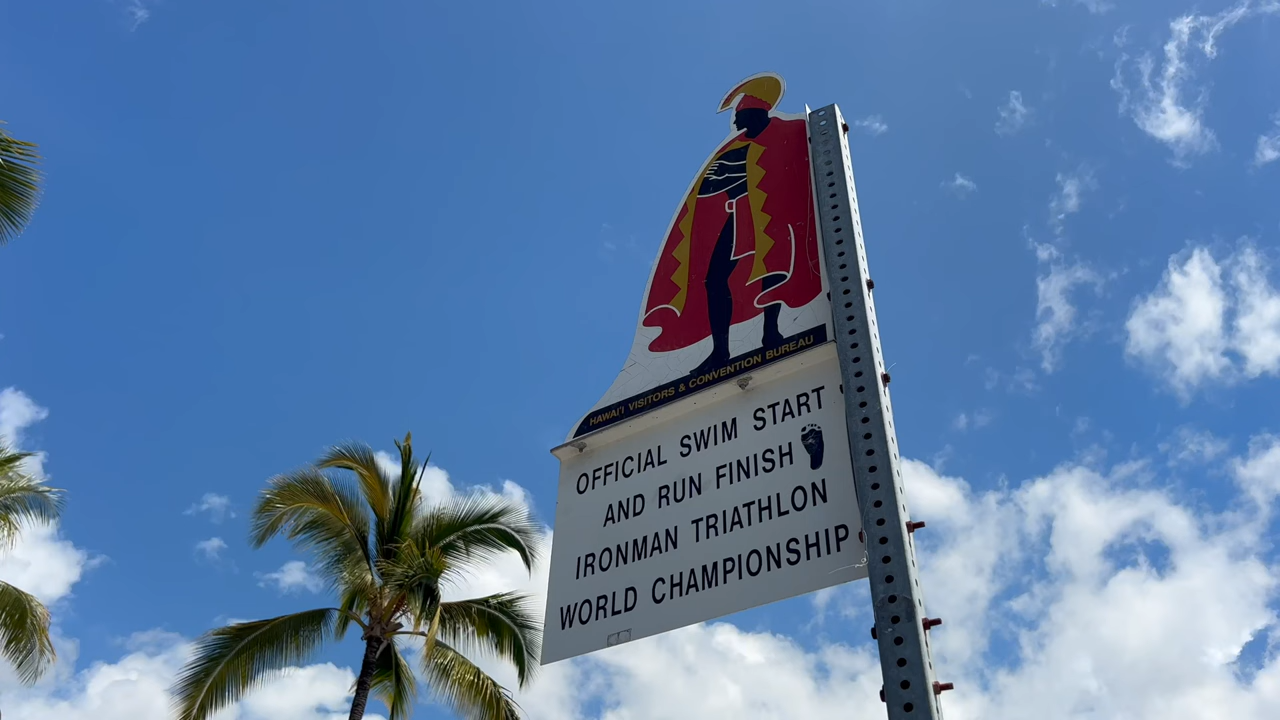 HAWAI'I VISITORS & CONVENTION BUREAU
OFFICIAL SWIM START
AND RUN FINISH
IRONMAN TRIATHLON
WORLD CHAMPIONSHIP